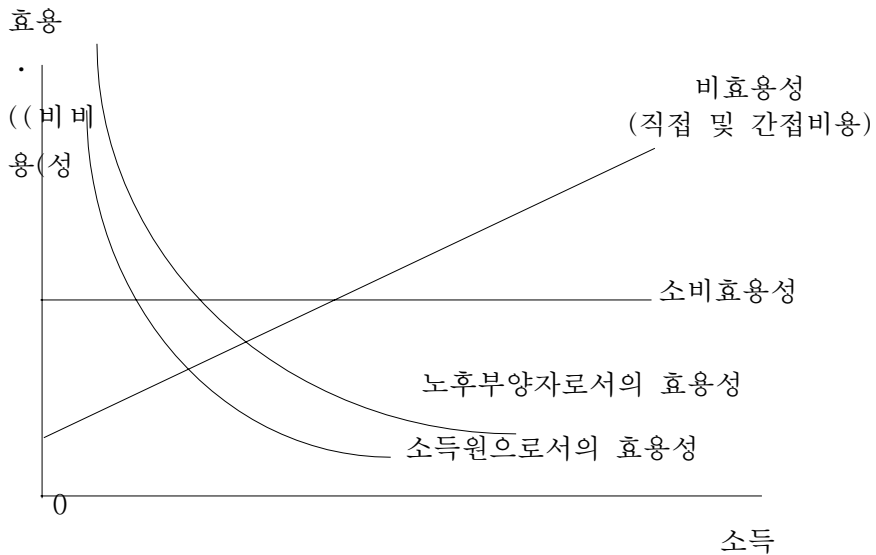 효용
·
((비비
용(성
비효용성
(직접 및 간접비용)
소비효용성
노후부양자로서의 효용성
소득원으로서의 효용성
0
소득